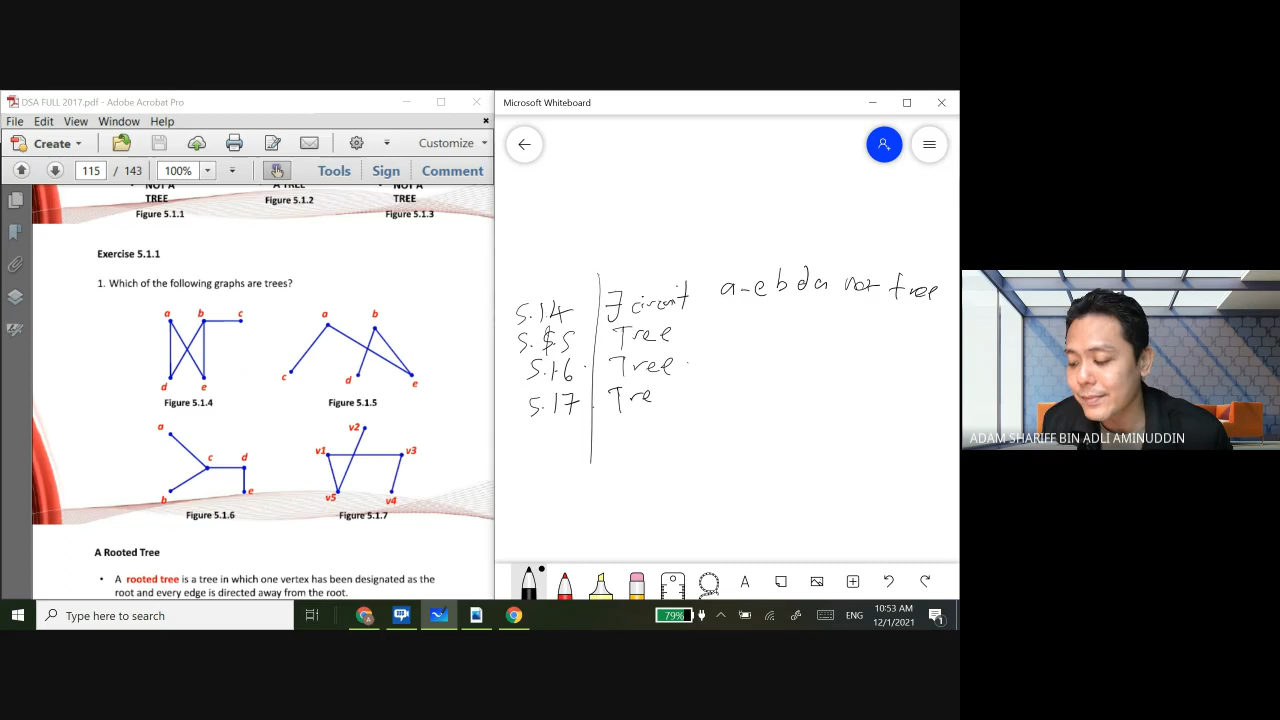 DSA FULL 2017.pdf - Adobe Acrobat Pro
File Edit View Window Help
Create Customize
115 / 143 100% Tools Sign Comment
NOT A
TREE
Figure 5.1.1
A TREE
Figure 5.1.2
NOT A
TREE
Figure 5.1.3
Exercise 5.1.1
1. Which of the following graphs are trees?
a b c
d e
Figure 5.1.4
a b
c d e
Figure 5.1.5
a
c d
b e
Figure 5.1.6
v2
v1 v3
v5 v4
Figure 5.1.7
A Rooted Tree
• A rooted tree is a tree in which one vertex has been designated as the
root and every edge is directed away from the root.
Microsoft Whiteboard
5.1.4 ∃ circuit a-e b d a not tree
Tree
5.16 Tree
5.17 Tre
A
ADAM SHARIFF BIN ADLI AMINUDDIN
Type here to search
79%
ENG
10:53 AM
12/1/2021
1